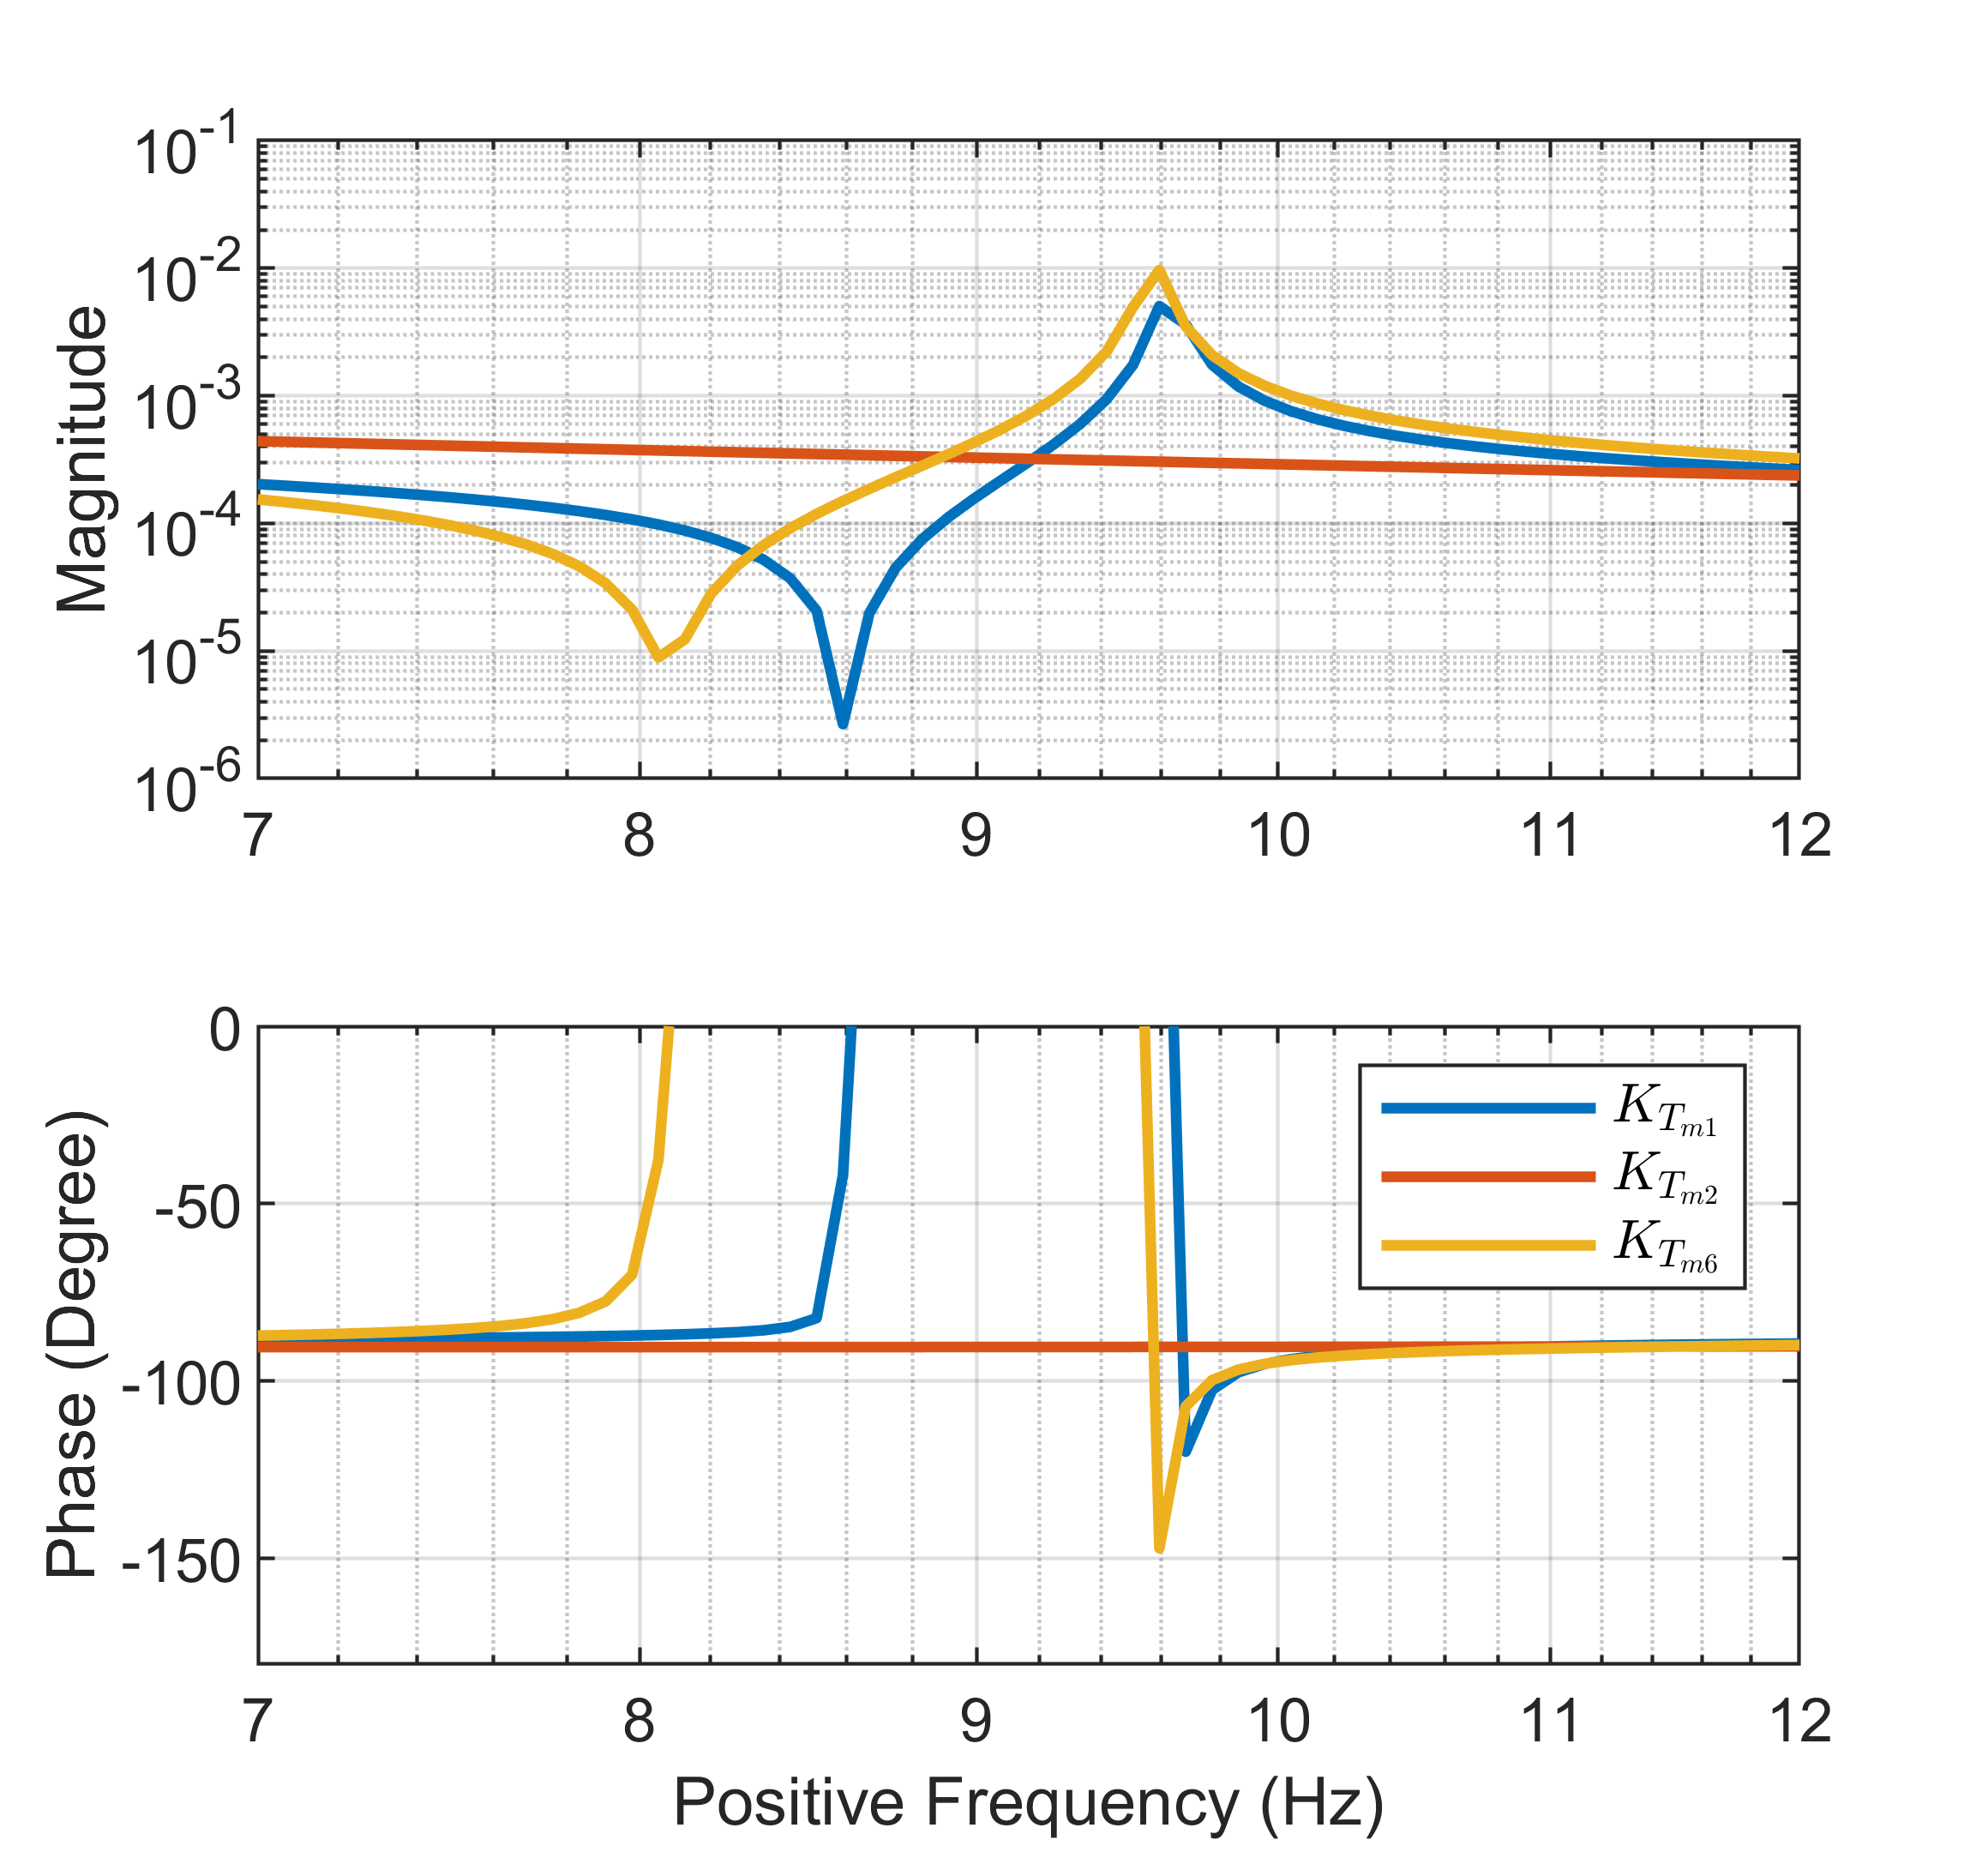 10^-1
10^-2
10^-3
10^-4
10^-5
10^-6
Magnitude
7 8 9 10 11 12
0
-50
-100
-150
Phase (Degree)
K_{T_{m1}}
K_{T_{m2}}
K_{T_{m6}}
7 8 9 10 11 12
Positive Frequency (Hz)